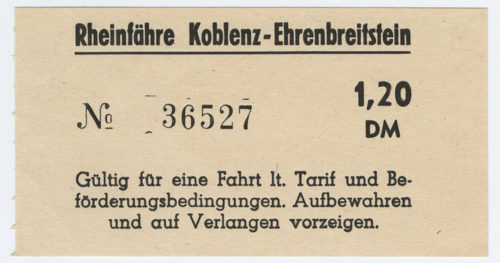 Rheinfähre Koblenz-Ehrenbreitstein
№ 36527
1,20
DM
Gültig für eine Fahrt lt. Tarif und Be-
förderungsbedingungen. Aufbewahren
und auf Verlangen vorzeigen.